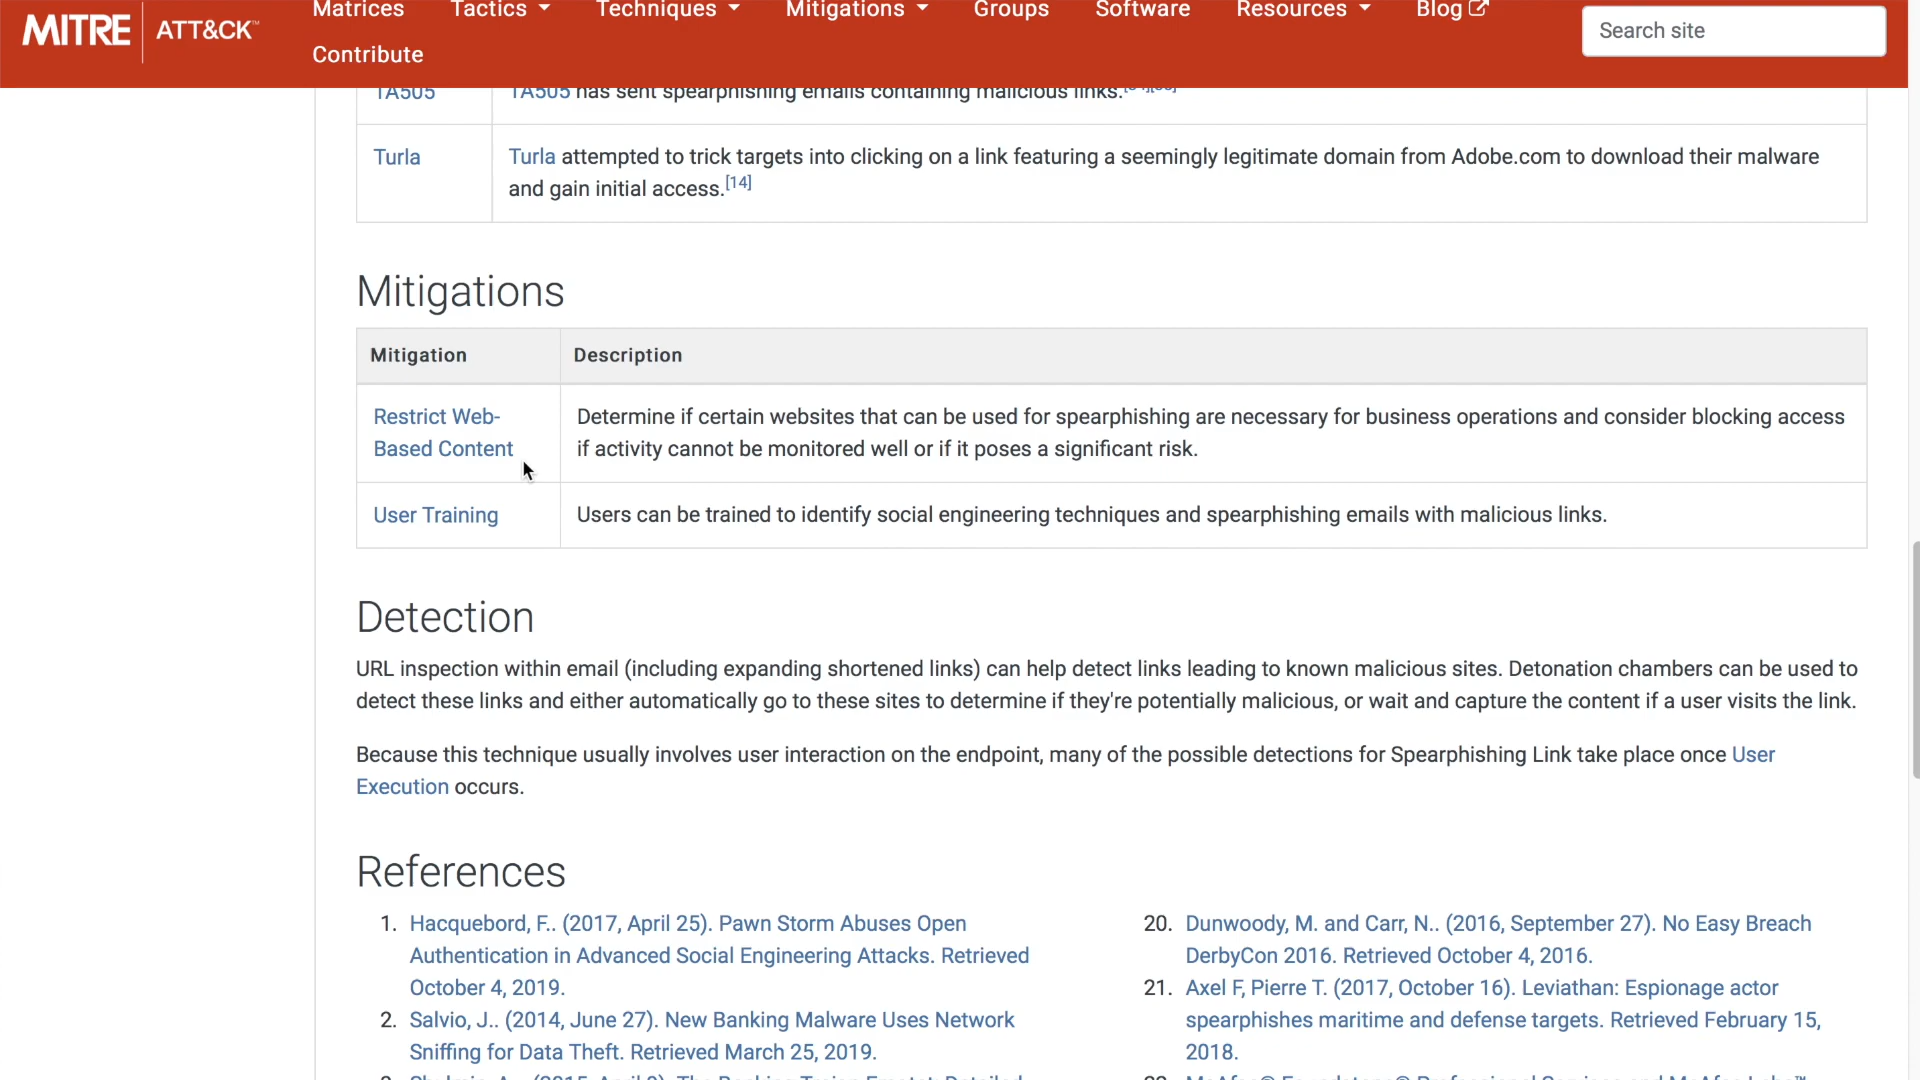 Matrices Tactics Techniques Mitigations Groups Software Resources Blog
MITRE ATT&CK™ Search site
Contribute
TA505 TA505 has sent spearphishing emails containing malicious links.
Turla Turla attempted to trick targets into clicking on a link featuring a seemingly legitimate domain from Adobe.com to download their malware
and gain initial access.[14]
Mitigations
Mitigation Description
Restrict Web- Determine if certain websites that can be used for spearphishing are necessary for business operations and consider blocking access
Based Content if activity cannot be monitored well or if it poses a significant risk.
User Training Users can be trained to identify social engineering techniques and spearphishing emails with malicious links.
Detection
URL inspection within email (including expanding shortened links) can help detect links leading to known malicious sites. Detonation chambers can be used to
detect these links and either automatically go to these sites to determine if they're potentially malicious, or wait and capture the content if a user visits the link.
Because this technique usually involves user interaction on the endpoint, many of the possible detections for Spearphishing Link take place once User
Execution occurs.
References
1. Hacquebord, F.. (2017, April 25). Pawn Storm Abuses Open
Authentication in Advanced Social Engineering Attacks. Retrieved
October 4, 2019.
2. Salvio, J.. (2014, June 27). New Banking Malware Uses Network
Sniffing for Data Theft. Retrieved March 25, 2019.
20. Dunwoody, M. and Carr, N.. (2016, September 27). No Easy Breach
DerbyCon 2016. Retrieved October 4, 2016.
21. Axel F, Pierre T. (2017, October 16). Leviathan: Espionage actor
spearphishes maritime and defense targets. Retrieved February 15,
2018.